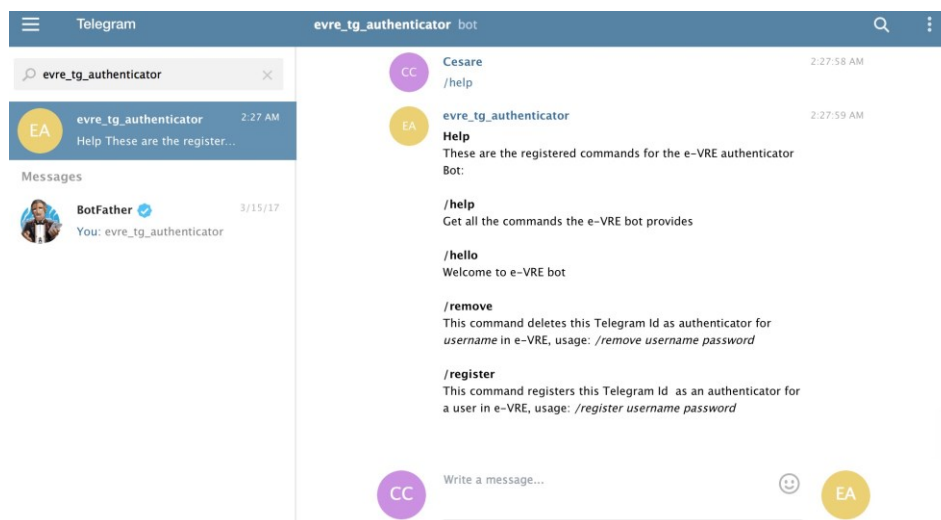 Telegram
evre_tg_authenticator bot
evre_tg_authenticator
EA
evre_tg_authenticator 2:27 AM
Help These are the register...
Messages
BotFather 3/15/17
You: evre_tg_authenticator
CC
Cesare 2:27:58 AM
/help
EA
evre_tg_authenticator 2:27:59 AM
Help
These are the registered commands for the e-VRE authenticator
Bot:
/help
Get all the commands the e-VRE bot provides
/hello
Welcome to e-VRE bot
/remove
This command deletes this Telegram Id as authenticator for
username in e-VRE, usage: /remove username password
/register
This command registers this Telegram Id as an authenticator for
a user in e-VRE, usage: /register username password
CC
Write a message...
EA